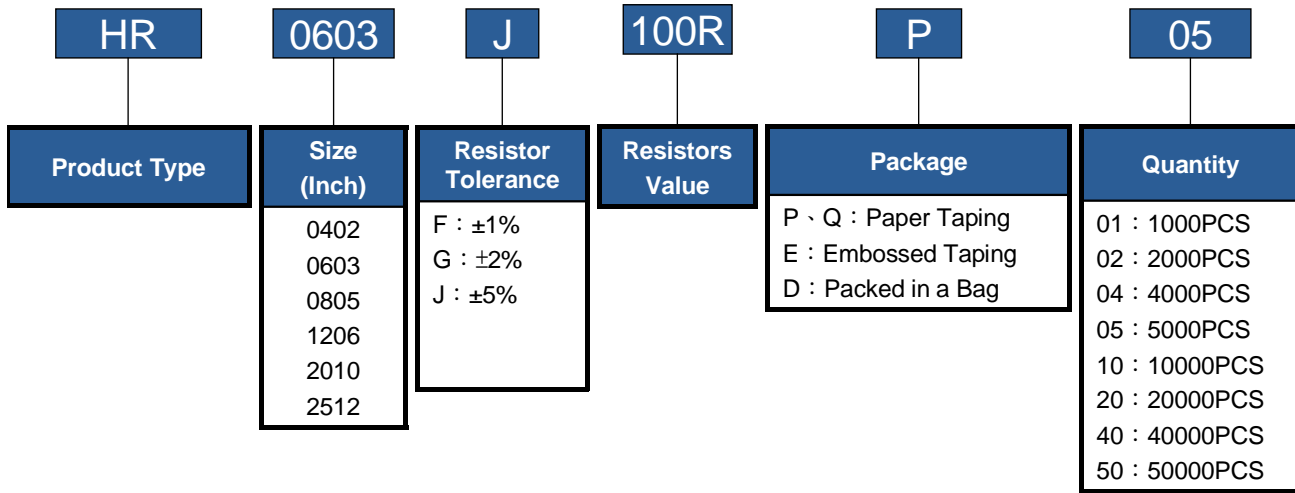 HR 0603 J 100R P 05
Product Type
Size
(Inch)
0402
0603
0805
1206
2010
2512
Resistor
Tolerance
F：±1%
G：±2%
J：±5%
Resistors
Value
Package
P、Q：Paper Taping
E：Embossed Taping
D：Packed in a Bag
Quantity
01：1000PCS
02：2000PCS
04：4000PCS
05：5000PCS
10：10000PCS
20：20000PCS
40：40000PCS
50：50000PCS